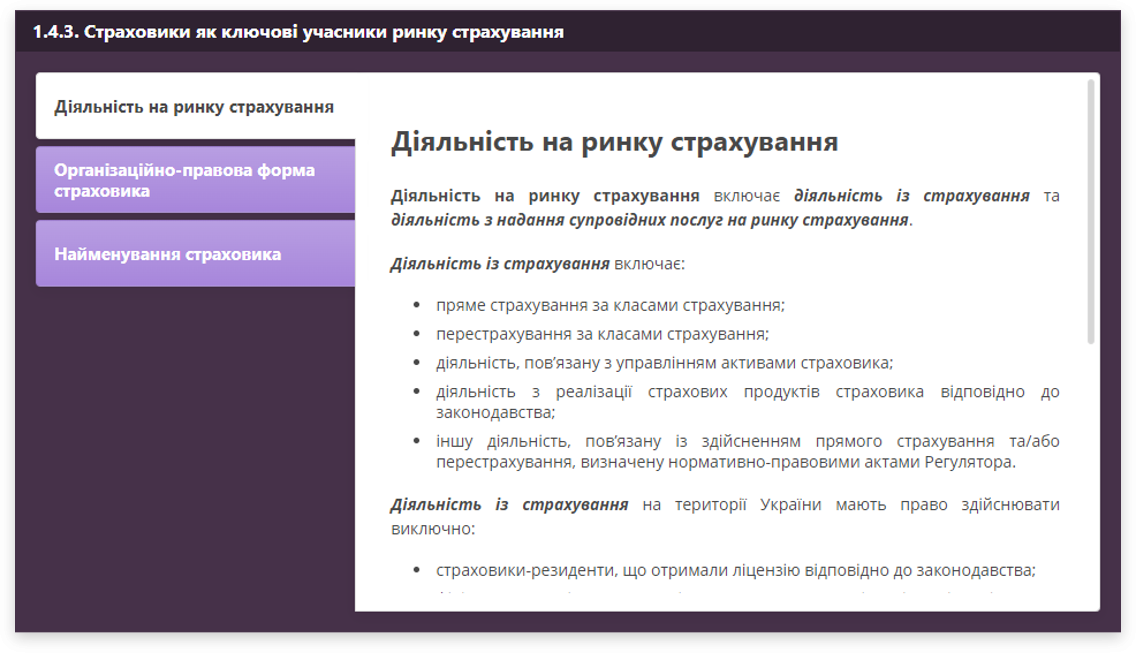 1.4.3. Страховики як ключові учасники ринку страхування
Діяльність на ринку страхування
Організаційно-правова форма
страховика
Найменування страховика
Діяльність на ринку страхування
Діяльність на ринку страхування включає діяльність із страхування та
діяльність з надання супровідних послуг на ринку страхування.
Діяльність із страхування включає:
• пряме страхування за класами страхування;
• перестрахування за класами страхування;
• діяльність, пов’язану з управлінням активами страховика;
• діяльність з реалізації страхових продуктів страховика відповідно до
законодавства;
• іншу діяльність, пов’язану із здійсненням прямого страхування та/або
перестрахування, визначену нормативно-правовими актами Регулятора.
Діяльність із страхування на території України мають право здійснювати
виключно:
• страховики-резиденти, що отримали ліцензію відповідно до законодавства;